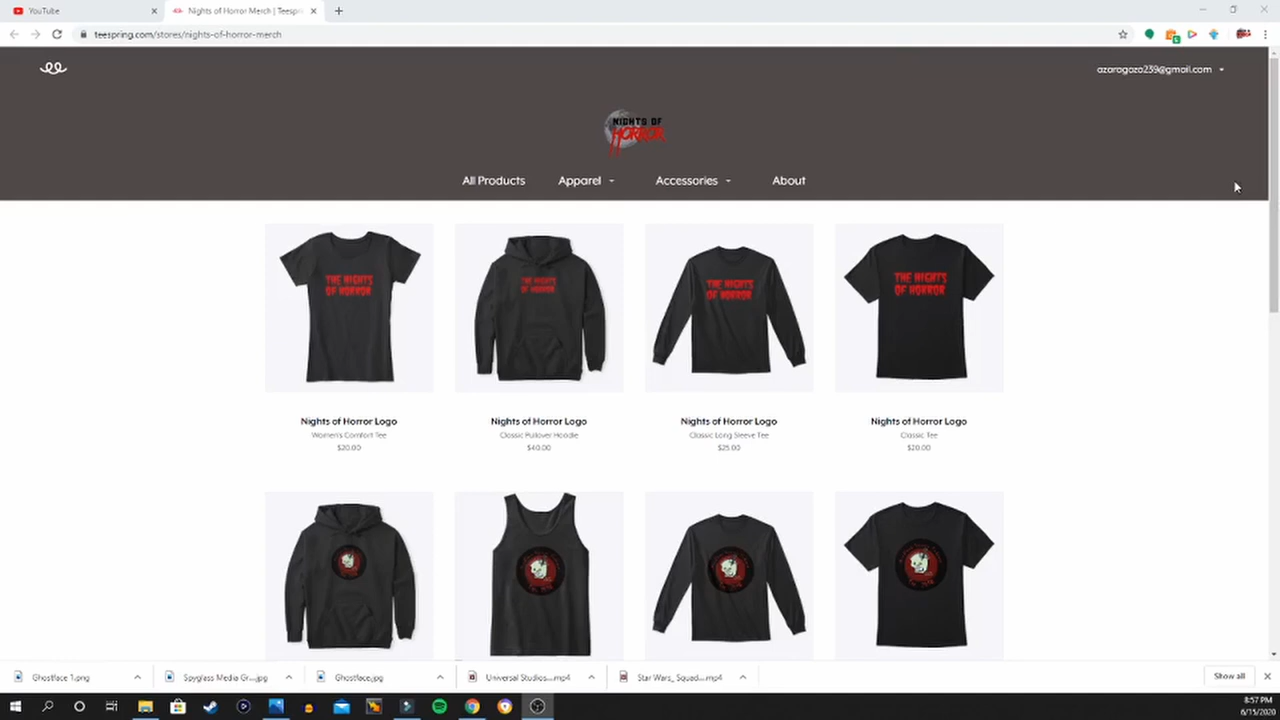 YouTube
Nights of Horror Merch | Teespri
teespring.com/stores/nights-of-horror-merch
azaragoza239@gmail.com
NIGHTS OF
HORROR
All Products Apparel Accessories About
THE NIGHTS
OF HORROR
THE NIGHTS
OF HORROR
THE NIGHTS
OF HORROR
THE NIGHTS
OF HORROR
Nights of Horror Logo
Women's Comfort Tee
$20.00
Nights of Horror Logo
Classic Pullover Hoodie
$40.00
Nights of Horror Logo
Classic Long Sleeve Tee
$25.00
Nights of Horror Logo
Classic Tee
$20.00
Ghostface 1.png
Spyglass Media Gr....jpg
Ghostface.jpg
Universal Studios....mp4
Star Wars_ Squad....mp4
Show all
8:57 PM
6/15/2020